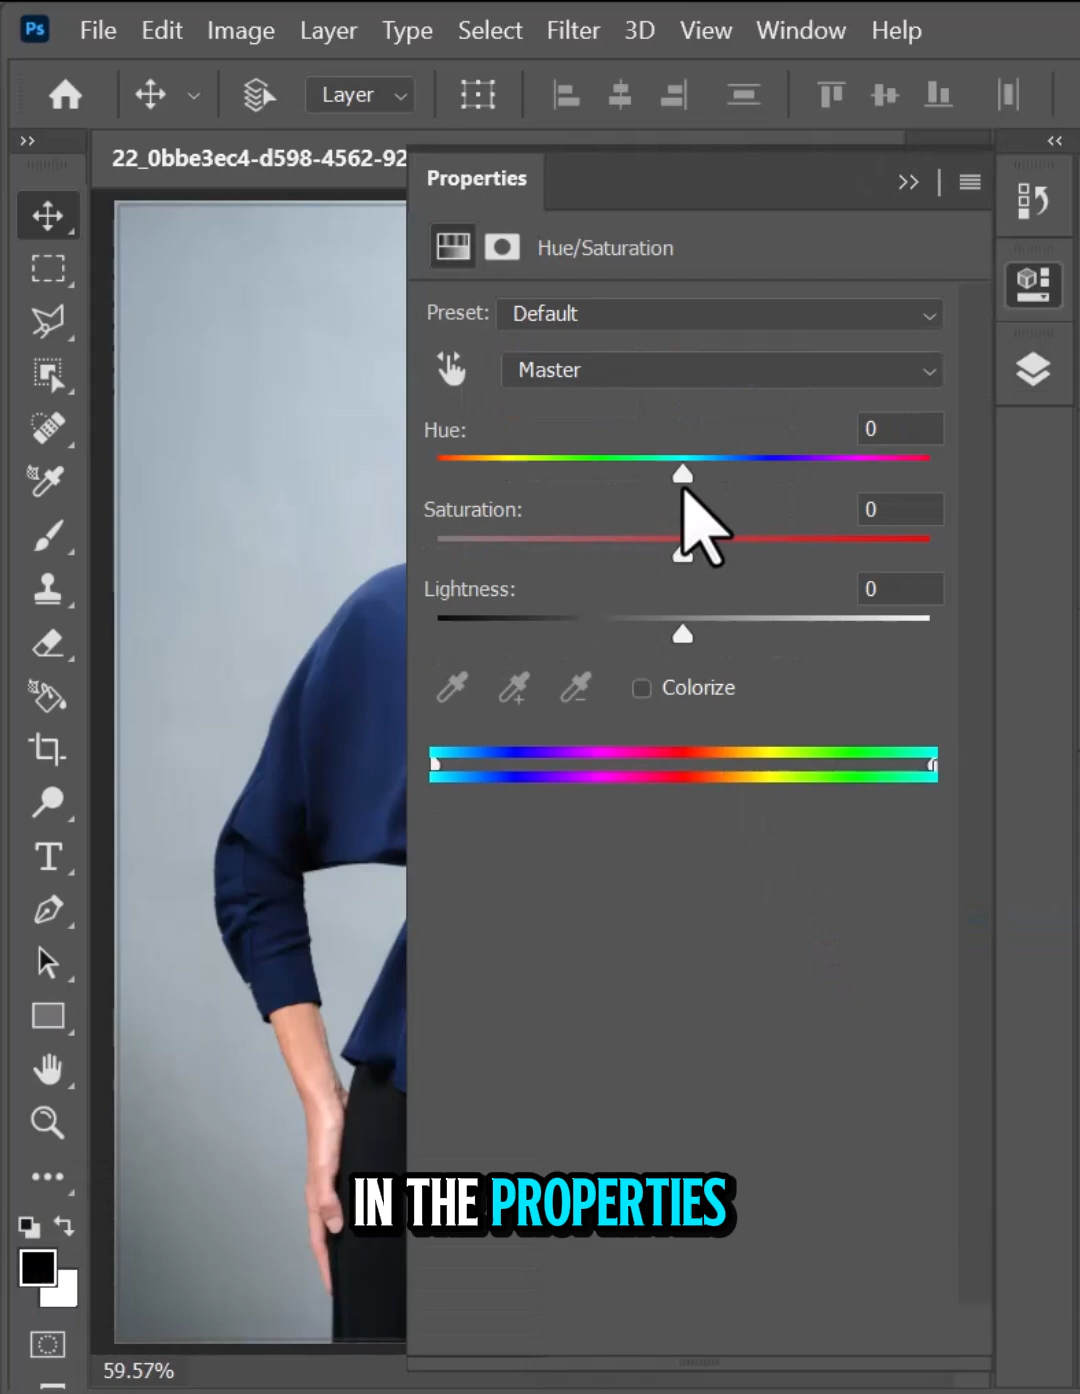 Ps File Edit Image Layer Type Select Filter 3D View Window Help
Layer
22_0bbe3ec4-d598-4562-92
Properties
Hue/Saturation
Preset: Default
Master
Hue: 0
Saturation: 0
Lightness: 0
Colorize
IN THE PROPERTIES
59.57%